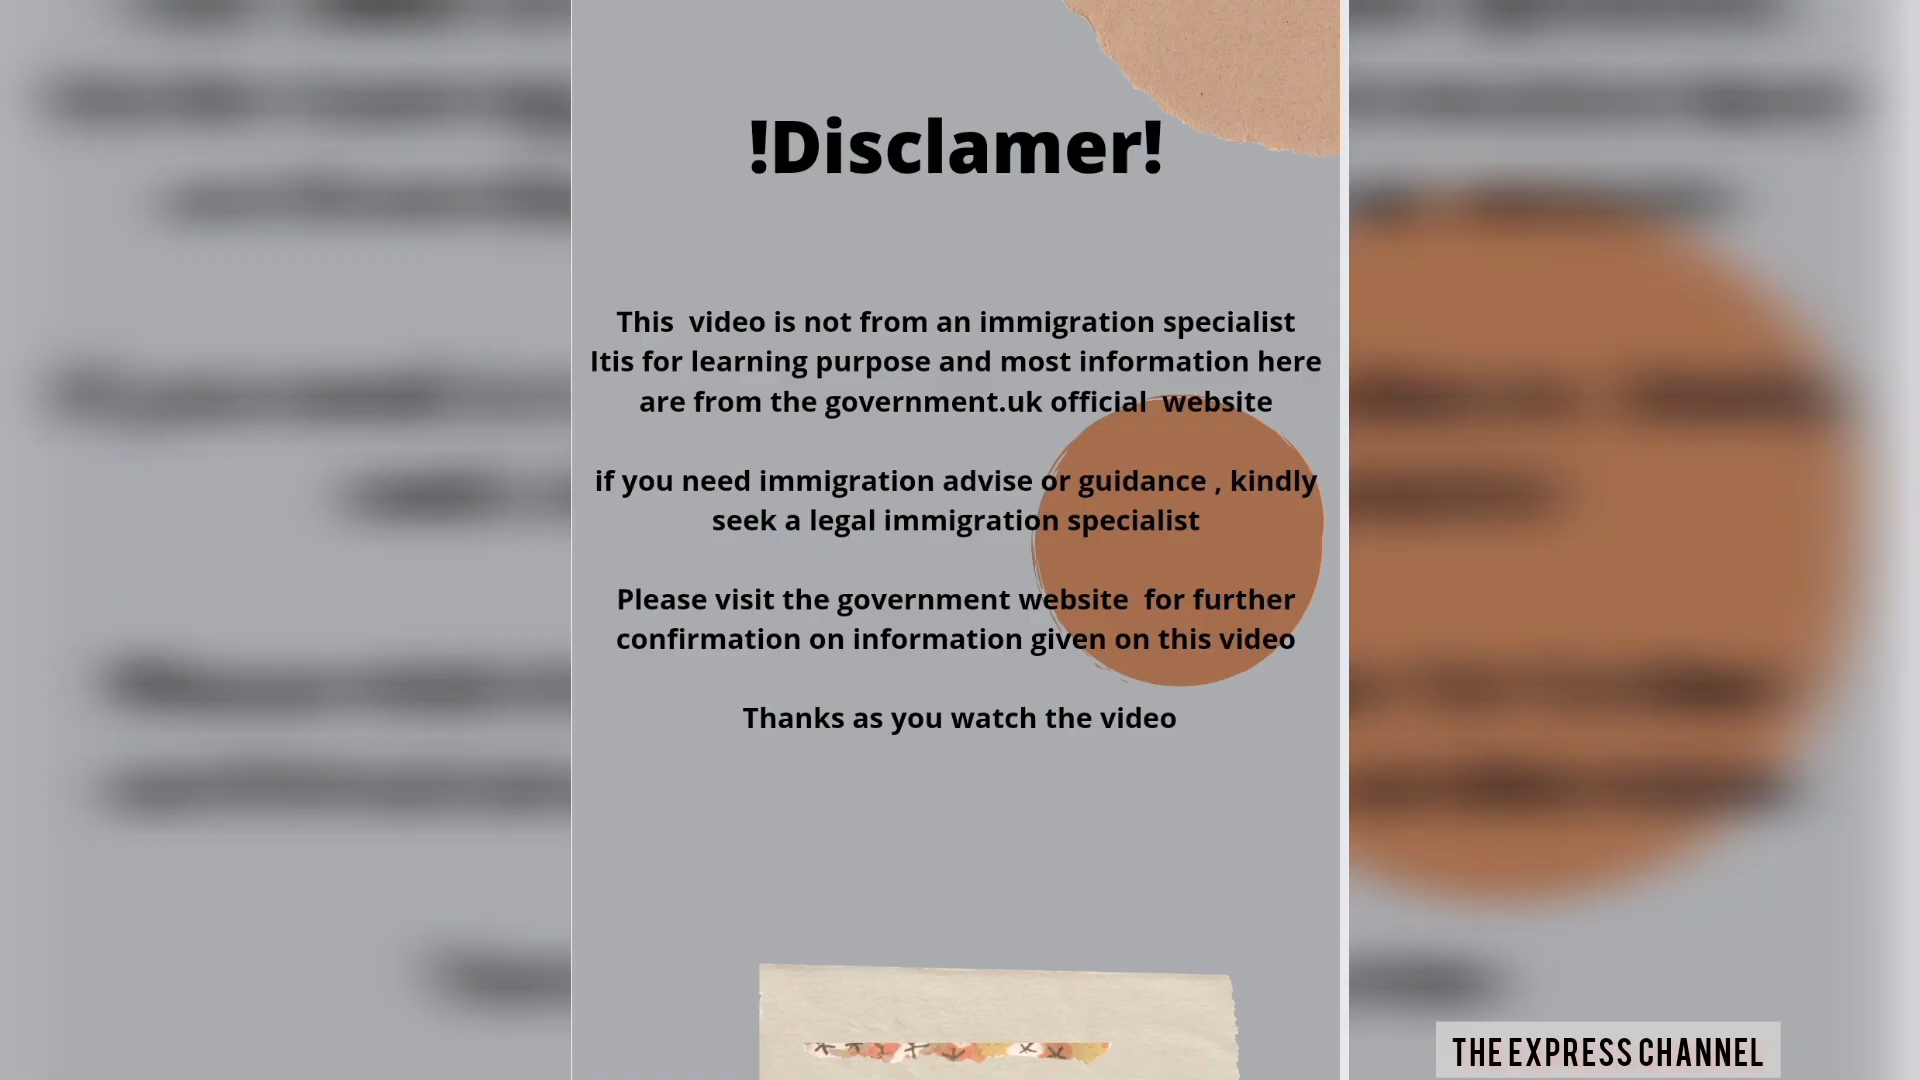 !Disclamer!
This  video is not from an immigration specialist
Itis for learning purpose and most information here
are from the government.uk official  website
if you need immigration advise or guidance , kindly
seek a legal immigration specialist
Please visit the government website  for further
confirmation on information given on this video
Thanks as you watch the video
THE EXPRESS CHANNEL